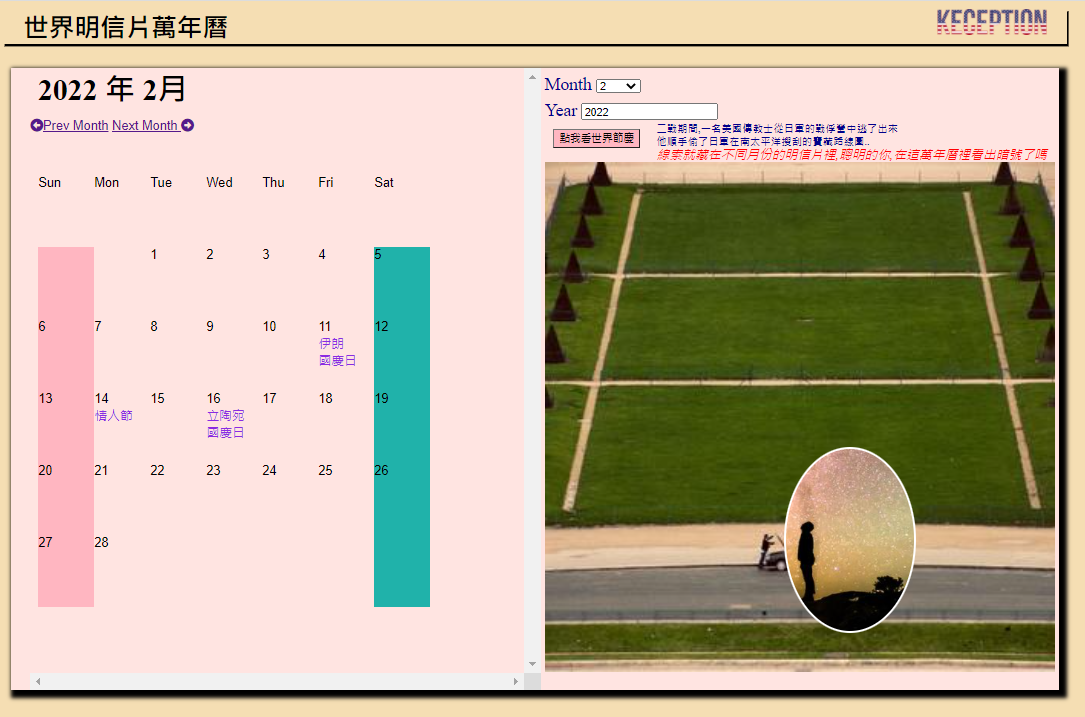 世界明信片萬年曆
KECEPTION
2022 年 2月
Prev Month Next Month
Sun Mon Tue Wed Thu Fri Sat
1 2 3 4 5
6 7 8 9 10 11 12
伊朗
國慶日
13 14 15 16 17 18 19
情人節 立陶宛
國慶日
20 21 22 23 24 25 26
27 28
Month 2
Year 2022
點我看世界節慶
二戰期間,一名美國傳教士從日軍的戰俘營中逃了出來
他順手偷了日軍在南太平洋搜刮的寶藏路線圖..
線索就藏在不同月份的明信片裡,聰明的你,在這萬年曆裡看出暗號了嗎